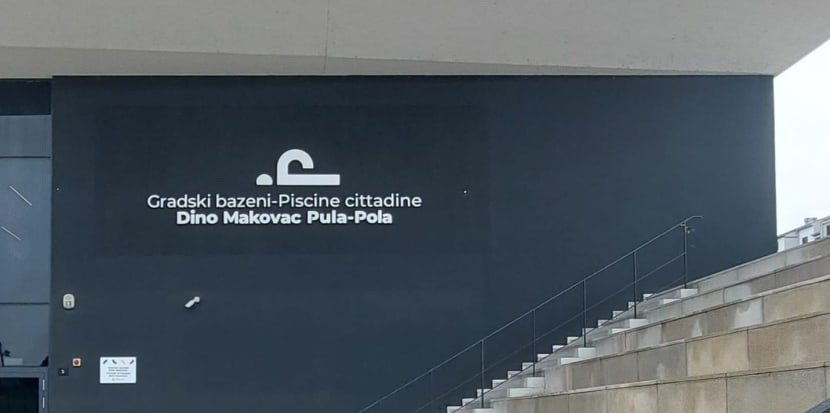 Gradski bazeni-Piscine cittadine
Dino Makovac Pula-Pola